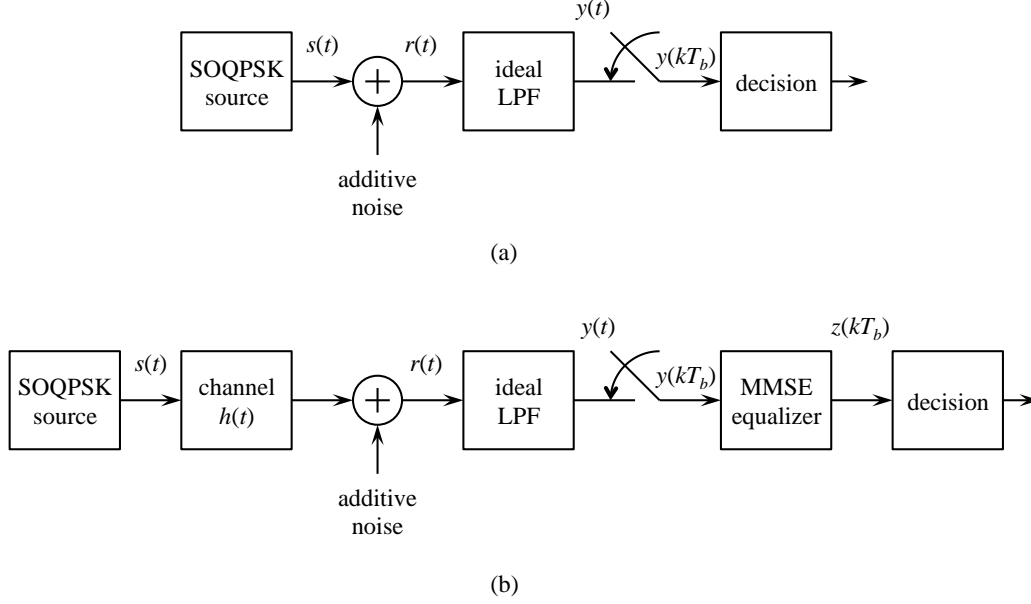 y(t)
SOQPSK
source
s(t)
+
r(t)
ideal
LPF
y(kT_b)
decision
additive
noise
(a)
SOQPSK
source
s(t)
channel
h(t)
+
r(t)
ideal
LPF
y(t)
y(kT_b)
z(kT_b)
MMSE
equalizer
decision
additive
noise
(b)